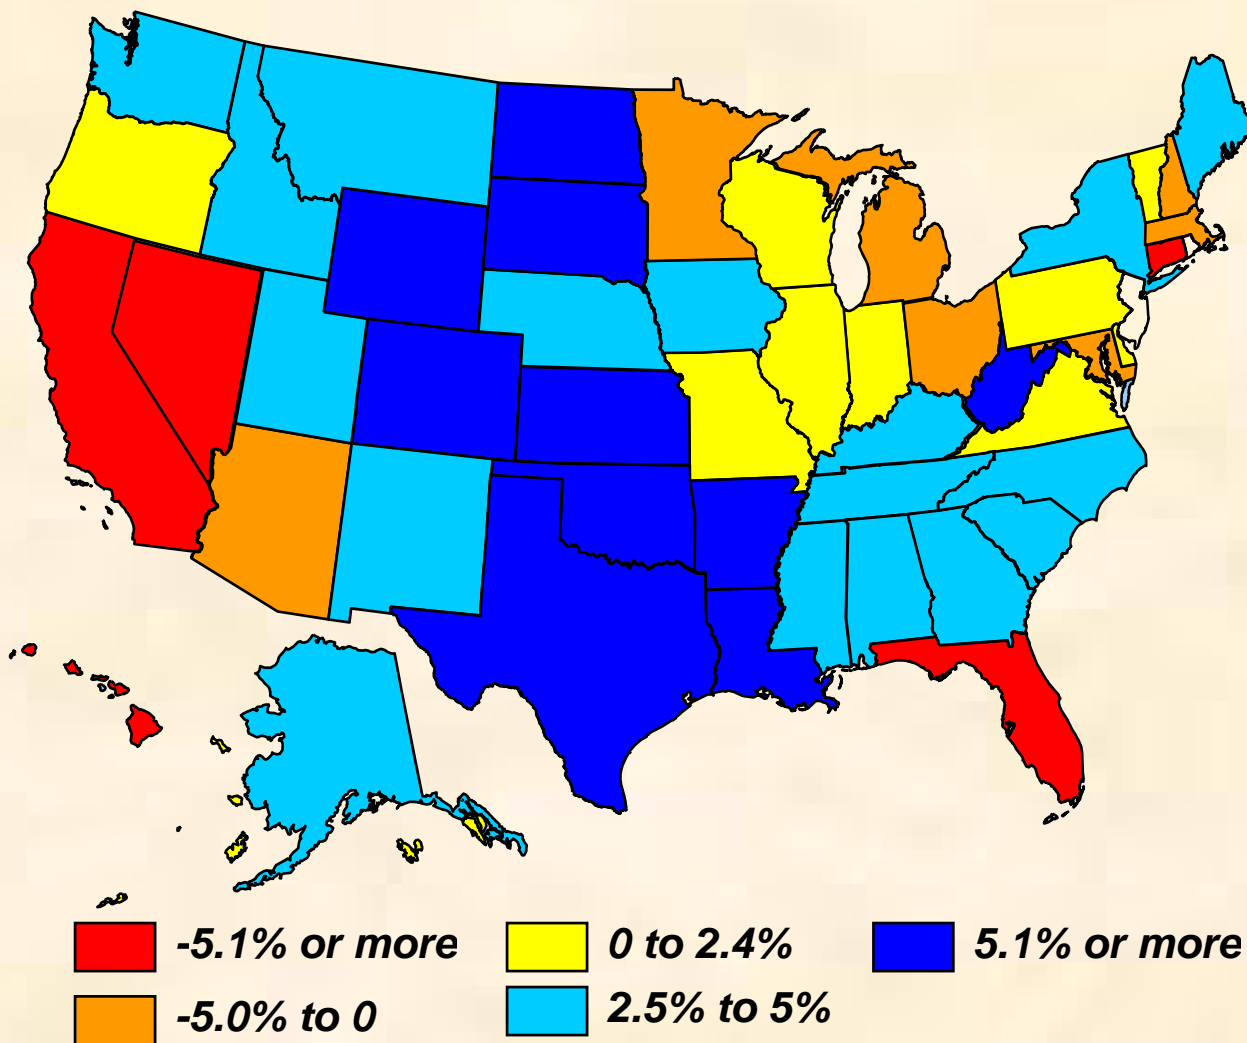 -5.1% or more
0 to 2.4%
5.1% or more
-5.0% to 0
2.5% to 5%